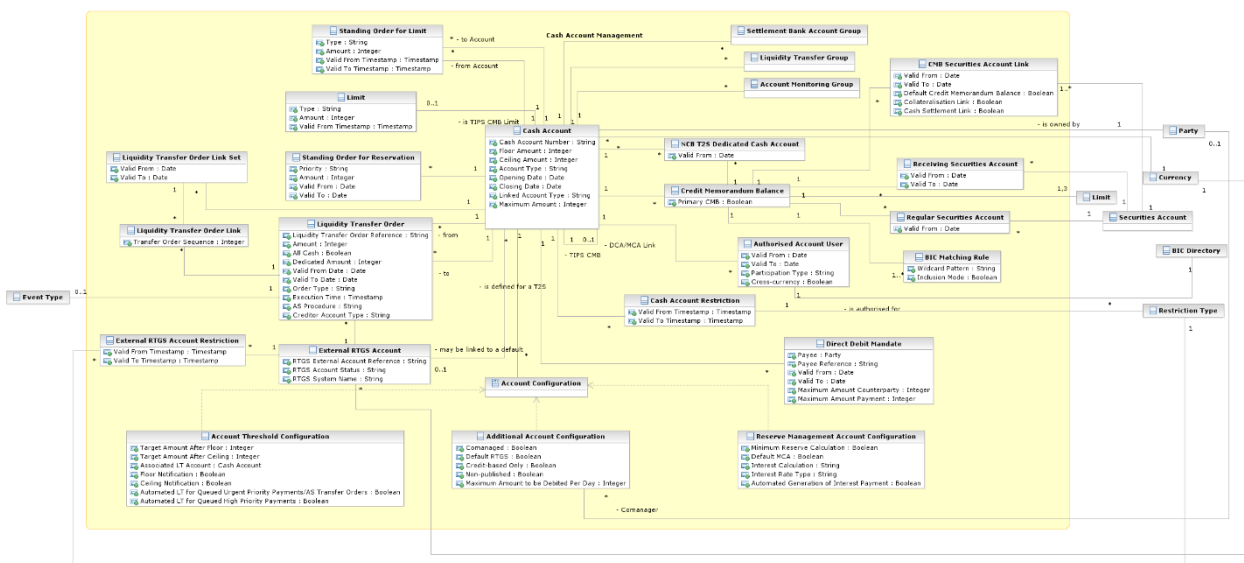 Cash Account Management
Standing Order for Limit
Type : String
Amount : Integer
Valid From Timestamp : Timestamp
Valid To Timestamp : Timestamp
* - to Account
*
- from Account
Settlement Bank Account Group
Liquidity Transfer Group
Account Monitoring Group
CMB Securities Account Link
Valid From : Date
Valid To : Date
Default Credit Memorandum Balance : Boolean
Collateralisation Link : Boolean
Cash Settlement Link : Boolean
1..*
Limit
Type : String
Amount : Integer
Valid From Timestamp : Timestamp
0..1
- is TIPS CMB Limit
Cash Account
Cash Account Number : String
Floor Amount : Integer
Ceiling Amount : Integer
Account Type : String
Opening Date : Date
Closing Date : Date
Linked Account Type : String
Maximum Amount : Integer
- is owned by
1
Party
0..1
Liquidity Transfer Order Link Set
Valid From : Date
Valid To : Date
Standing Order for Reservation
Priority : String
Amount : Integer
Valid From : Date
Valid To : Date
NCB T2S Dedicated Cash Account
Valid From : Date
Credit Memorandum Balance
Primary CMB : Boolean
Receiving Securities Account
Valid From : Date
Valid To : Date
Currency
1,3
Limit
Regular Securities Account
Valid From : Date
Securities Account
Liquidity Transfer Order Link
Transfer Order Sequence : Integer
Liquidity Transfer Order
Liquidity Transfer Order Reference : String
Amount : Integer
All Cash : Boolean
Dedicated Amount : Integer
Valid From Date : Date
Valid To Date : Date
Order Type : String
Execution Time : Timestamp
AS Procedure : String
Creditor Account Type : String
- from
- to
1 0..1
- DCA/MCA Link
- TIPS CMB
- is defined for a T2S
Authorised Account User
Valid From : Date
Valid To : Date
Participation Type : String
Cross-currency : Boolean
BIC Matching Rule
Wildcard Pattern : String
Inclusion Mode : Boolean
1..*
BIC Directory
Event Type
0..1
Cash Account Restriction
Valid From Timestamp : Timestamp
Valid To Timestamp : Timestamp
- is authorised for
Restriction Type
External RTGS Account Restriction
Valid From Timestamp : Timestamp
Valid To Timestamp : Timestamp
External RTGS Account
RTGS External Account Reference : String
RTGS Account Status : String
RTGS System Name : String
- may be linked to a default
0..1
Direct Debit Mandate
Payee : Party
Payee Reference : String
Valid From : Date
Valid To : Date
Maximum Amount Counterparty : Integer
Maximum Amount Payment : Integer
Account Configuration
Account Threshold Configuration
Target Amount After Floor : Integer
Target Amount After Ceiling : Integer
Associated LT Account : Cash Account
Floor Notification : Boolean
Ceiling Notification : Boolean
Automated LT for Queued Urgent Priority Payments/AS Transfer Orders : Boolean
Automated LT for Queued High Priority Payments : Boolean
Additional Account Configuration
Comanaged : Boolean
Default RTGS : Boolean
Credit-based Only : Boolean
Non-published : Boolean
Maximum Amount to be Debited Per Day : Integer
Reserve Management Account Configuration
Minimum Reserve Calculation : Boolean
Default MCA : Boolean
Interest Calculation : String
Interest Rate Type : String
Automated Generation of Interest Payment : Boolean
- Comanager